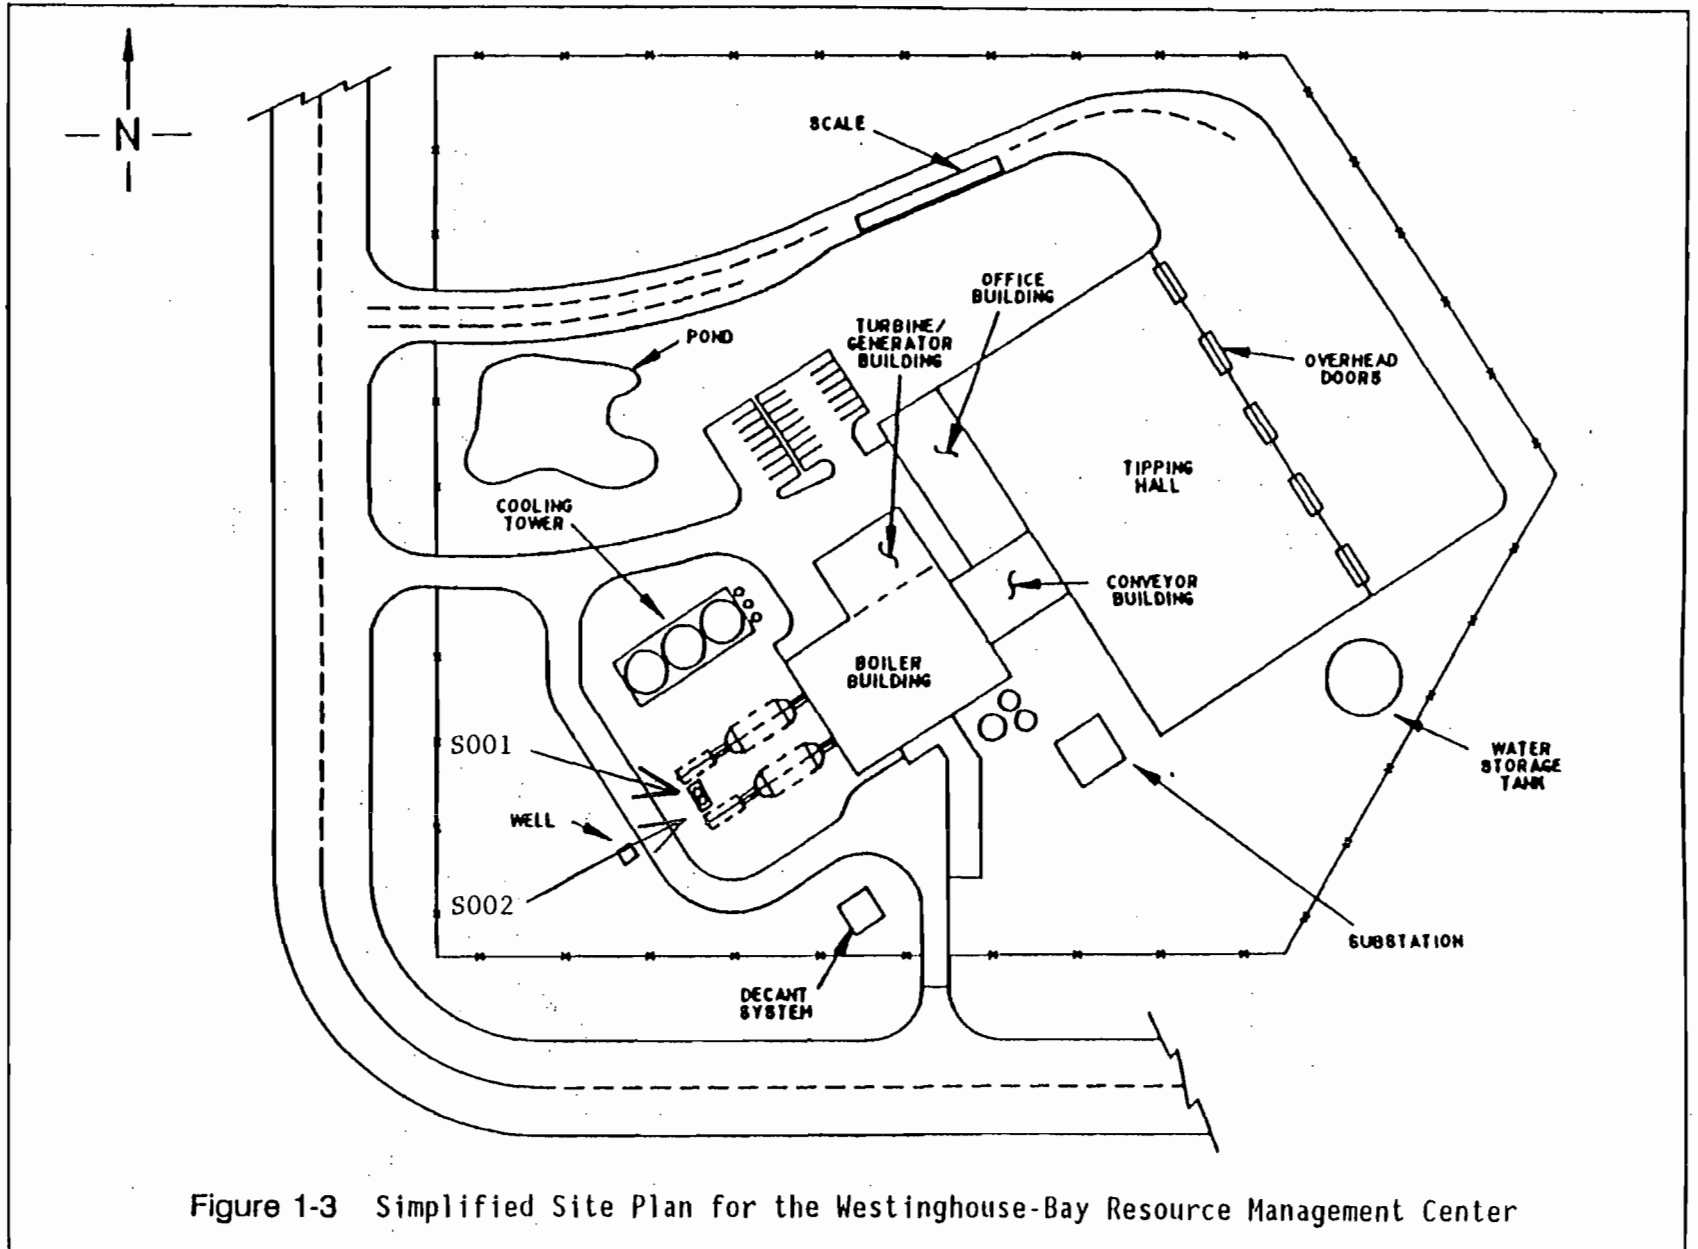 N
SCALE
OFFICE
BUILDING
TURBINE/
GENERATOR
BUILDING
POND
OVERHEAD
DOORS
TIPPING
HALL
COOLING
TOWER
CONVEYOR
BUILDING
BOILER
BUILDING
S001
WATER
STORAGE
TANK
WELL
S002
SUBSTATION
DECANT
SYSTEM
Figure 1-3 Simplified Site Plan for the Westinghouse-Bay Resource Management Center